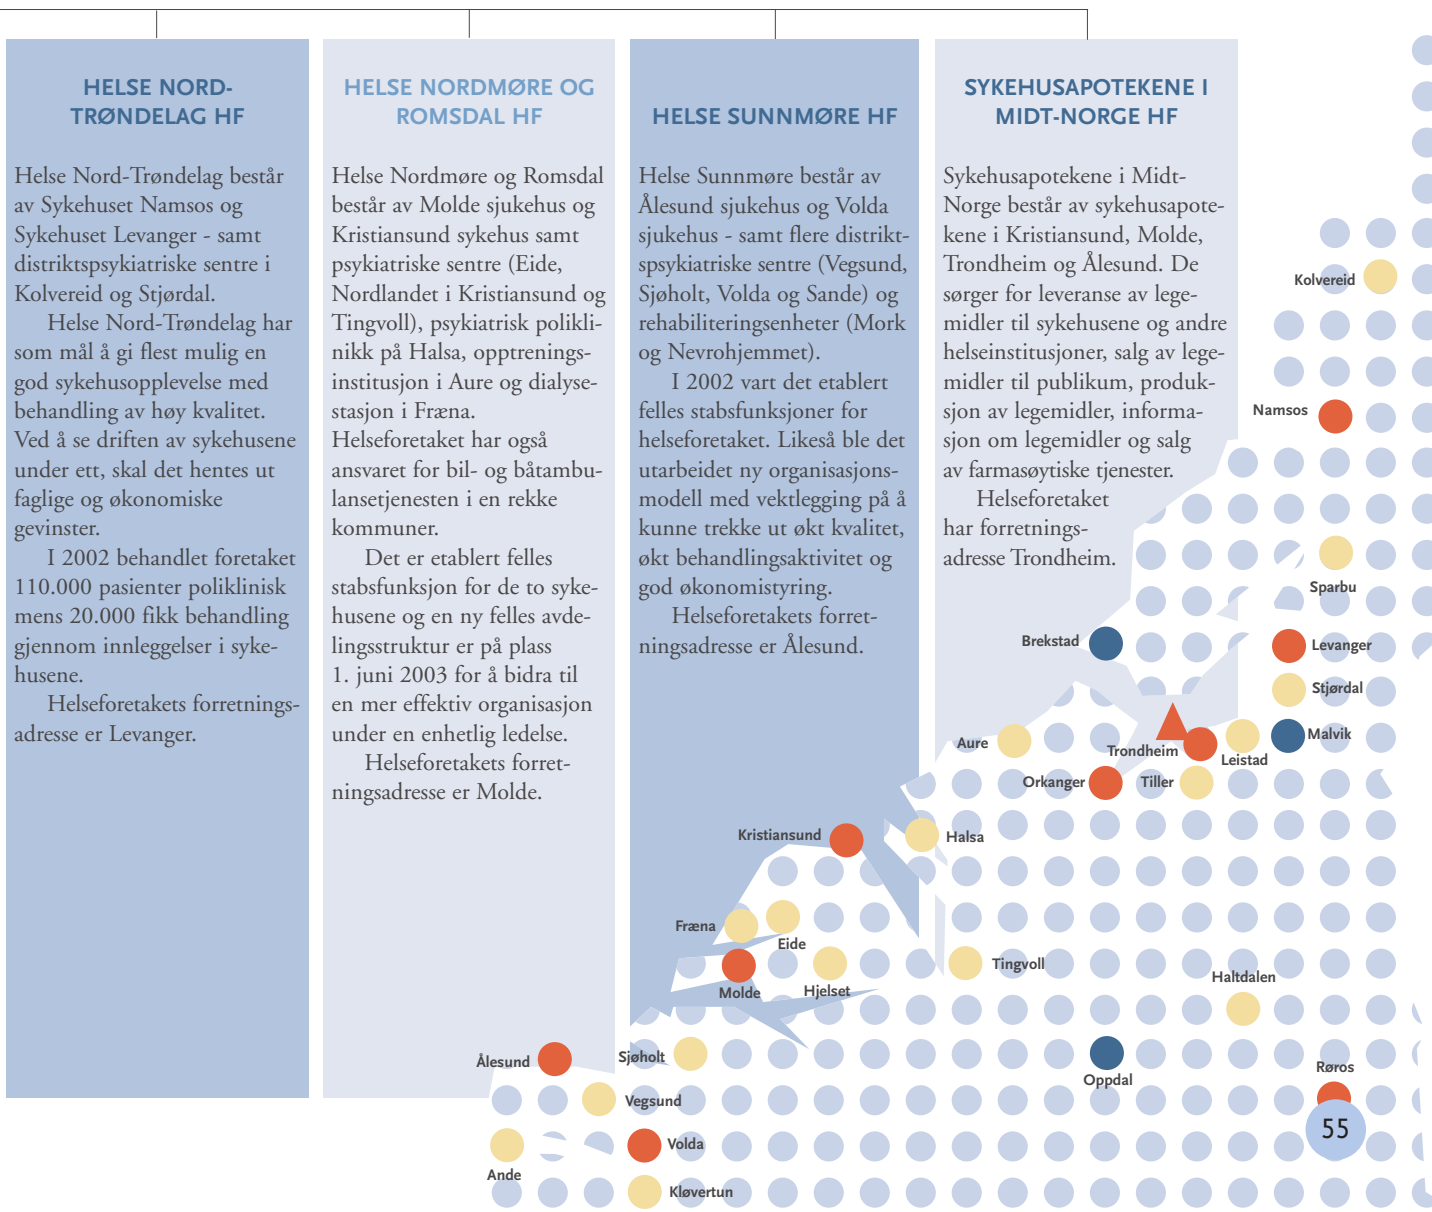 HELSE NORD-
TRØNDELAG HF
Helse Nord-Trøndelag består
av Sykehuset Namsos og
Sykehuset Levanger - samt
distriktspsykiatriske sentre i
Kolvereid og Stjørdal.
Helse Nord-Trøndelag har
som mål å gi flest mulig en
god sykehusopplevelse med
behandling av høy kvalitet.
Ved å se driften av sykehusene
under ett, skal det hentes ut
faglige og økonomiske
gevinster.
I 2002 behandlet foretaket
110.000 pasienter poliklinisk
mens 20.000 fikk behandling
gjennom innleggelser i syke-
husene.
Helseforetakets forretnings-
adresse er Levanger.
HELSE NORDMØRE OG
ROMSDAL HF
Helse Nordmøre og Romsdal
består av Molde sjukehus og
Kristiansund sykehus samt
psykiatriske sentre (Eide,
Nordlandet i Kristiansund og
Tingvoll), psykiatrisk polikli-
nikk på Halsa, opptrenings-
institusjon i Aure og dialyse-
stasjon i Fræna.
Helseforetaket har også
ansvaret for bil- og båtambu-
lansetjenesten i en rekke
kommuner.
Det er etablert felles
stabsfunksjon for de to syke-
husene og en ny felles avde-
lingsstruktur er på plass
1. juni 2003 for å bidra til
en mer effektiv organisasjon
under en enhetlig ledelse.
Helseforetakets forret-
ningsadresse er Molde.
HELSE SUNNMØRE HF
Helse Sunnmøre består av
Ålesund sjukehus og Volda
sjukehus - samt flere distrikt-
spsykiatriske sentre (Vegsund,
Sjøholt, Volda og Sande) og
rehabiliteringsenheter (Mork
og Nevrohjemmet).
I 2002 vart det etablert
felles stabsfunksjoner for
helseforetaket. Likeså ble det
utarbeidet ny organisasjons-
modell med vektlegging på å
kunne trekke ut økt kvalitet,
økt behandlingsaktivitet og
god økonomistyring.
Helseforetakets forret-
ningsadresse er Ålesund.
SYKEHUSAPOTEKENE I
MIDT-NORGE HF
Sykehusapotekene i Midt-
Norge består av sykehusapote-
kene i Kristiansund, Molde,
Trondheim og Ålesund. De
sørger for leveranse av lege-
midler til sykehusene og andre
helseinstitusjoner, salg av lege-
midler til publikum, produk-
sjon av legemidler, informa-
sjon om legemidler og salg
av farmasøytiske tjenester.
Helseforetaket
har forretnings-
adresse Trondheim.
Kolvereid
Namsos
Sparbu
Brekstad
Levanger
Stjørdal
Malvik
Aure
Trondheim
Leistad
Orkanger
Tiller
Kristiansund
Halsa
Fræna
Eide
Tingvoll
Haltdalen
Molde
Hjelset
Ålesund
Sjøholt
Oppdal
Røros
Vegsund
55
Volda
Ande
Kløvertun